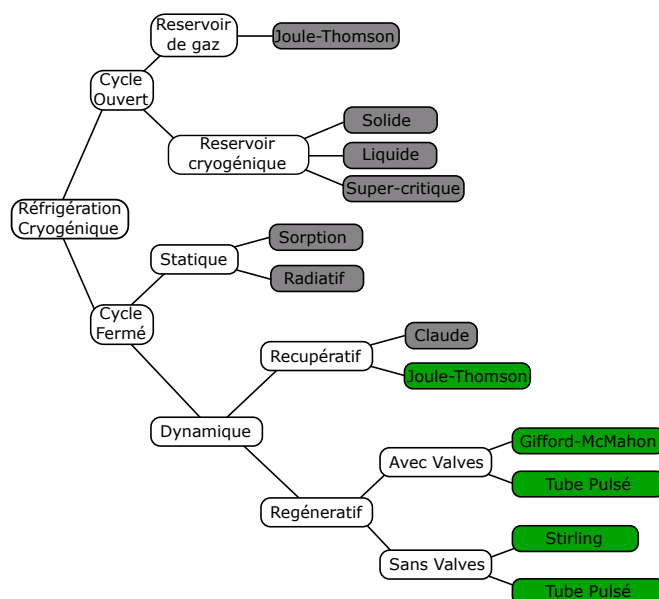 Reservoir
de gaz
Joule-Thomson
Cycle
Ouvert
Reservoir
cryogénique
Solide
Liquide
Super-critique
Réfrigération
Cryogénique
Statique
Sorption
Radiatif
Cycle
Fermé
Recupératif
Claude
Joule-Thomson
Dynamique
Regéneratif
Avec Valves
Gifford-McMahon
Tube Pulsé
Sans Valves
Stirling
Tube Pulsé